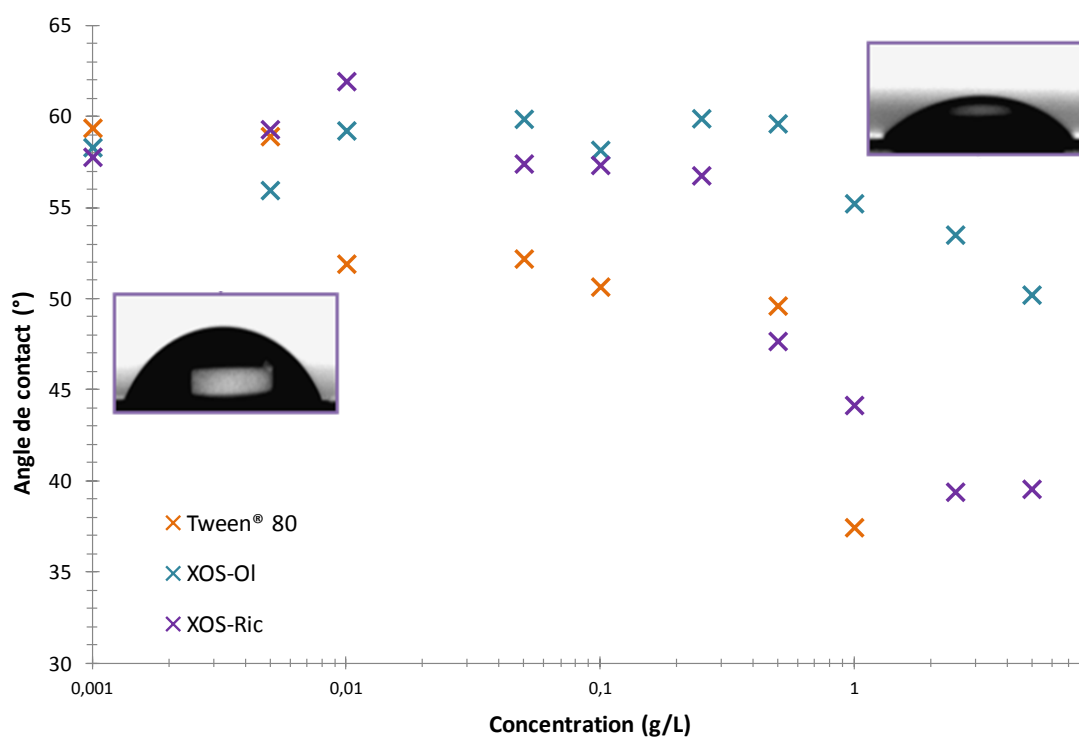 65
60
55
50
45
40
35
30
Angle de contact (°)
Tween® 80
XOS-Ol
XOS-Ric
0,001 0,01 0,1 1
Concentration (g/L)